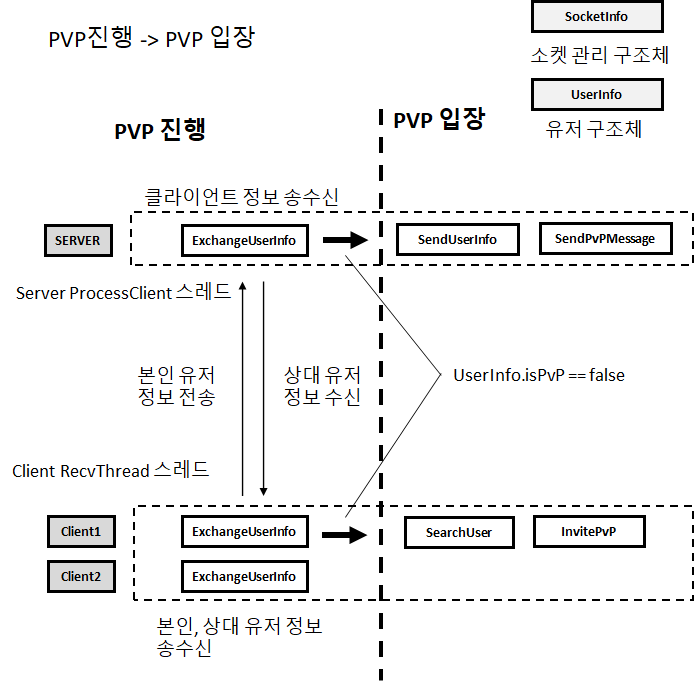 PVP진행 -> PVP 입장
SocketInfo
소켓 관리 구조체
UserInfo
유저 구조체
PVP 진행
PVP 입장
클라이언트 정보 송수신
SERVER
ExchangeUserInfo
SendUserInfo
SendPvPMessage
Server ProcessClient 스레드
본인 유저
정보 전송
상대 유저
정보 수신
UserInfo.isPvP == false
Client RecvThread 스레드
Client1
ExchangeUserInfo
SearchUser
InvitePvP
Client2
ExchangeUserInfo
본인, 상대 유저 정보
송수신